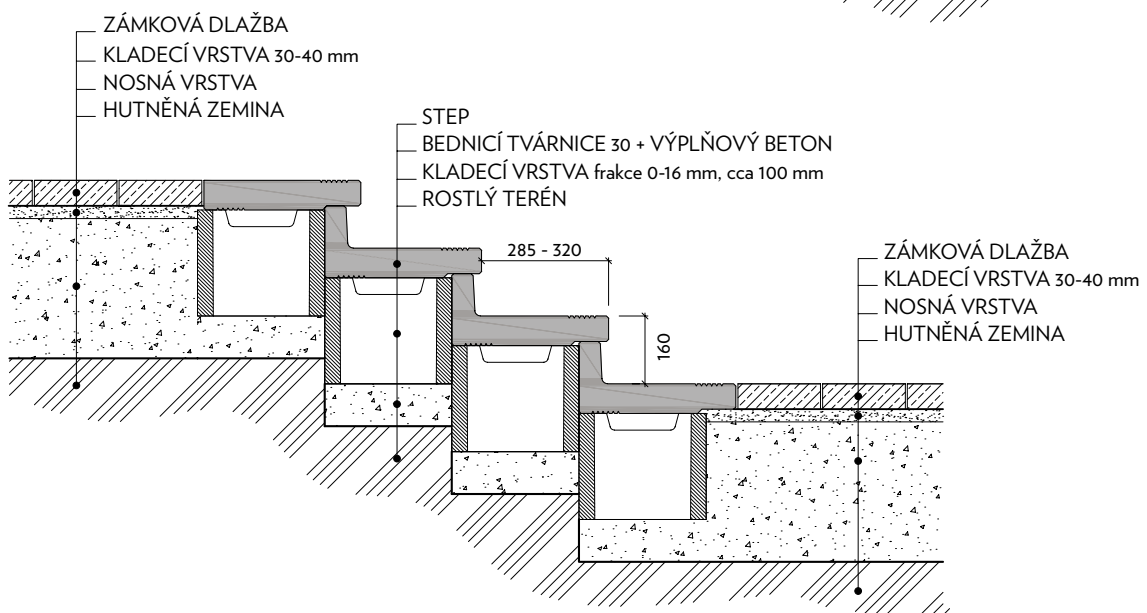 ZÁMKOVÁ DLAŽBA
KLADECÍ VRSTVA 30-40 mm
NOSNÁ VRSTVA
HUTNĚNÁ ZEMINA
STEP
BEDNICÍ TVÁRNICE 30 + VÝPLŇOVÝ BETON
KLADECÍ VRSTVA frakce 0-16 mm, cca 100 mm
ROSTLÝ TERÉN
285 - 320
160
ZÁMKOVÁ DLAŽBA
KLADECÍ VRSTVA 30-40 mm
NOSNÁ VRSTVA
HUTNĚNÁ ZEMINA